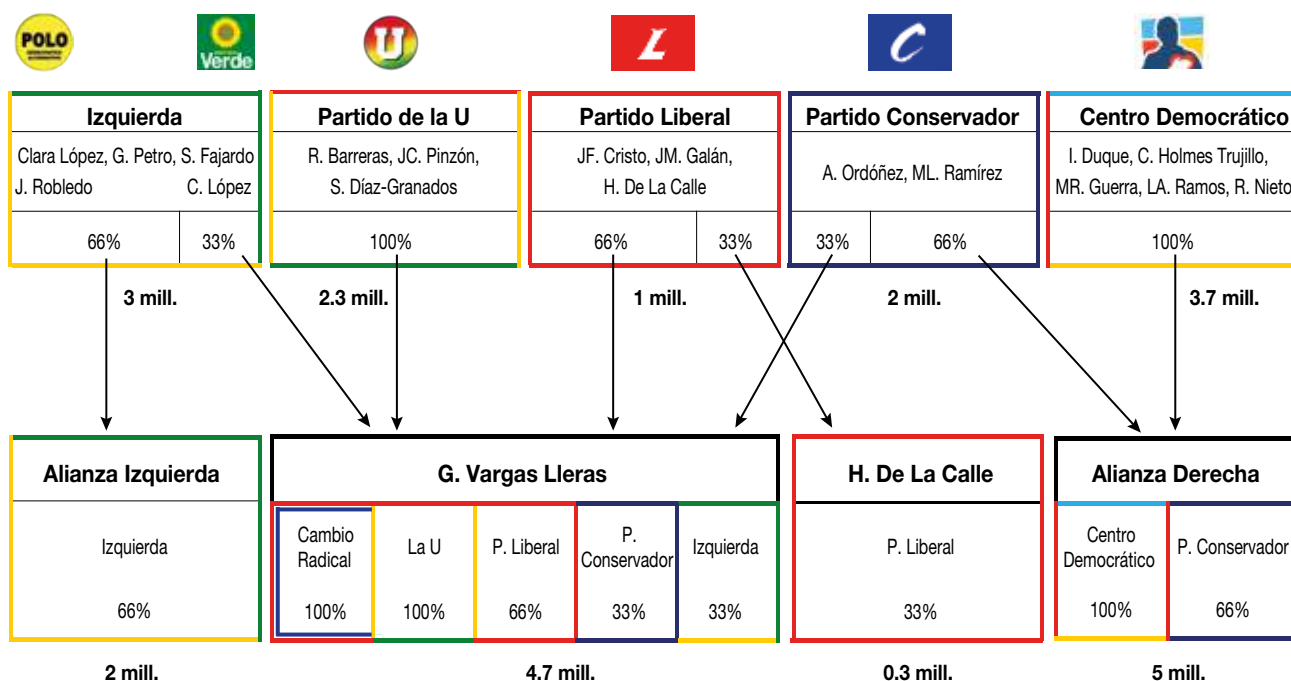 POLO
Verde
U
L
C
Izquierda
Clara López, G. Petro, S. Fajardo
J. Robledo C. López
66% 33%
3 mill.
Partido de la U
R. Barreras, JC. Pinzón,
S. Díaz-Granados
100%
2.3 mill.
Partido Liberal
JF. Cristo, JM. Galán,
H. De La Calle
66% 33%
1 mill.
Partido Conservador
A. Ordóñez, ML. Ramírez
33% 66%
2 mill.
Centro Democrático
I. Duque, C. Holmes Trujillo,
MR. Guerra, LA. Ramos, R. Nieto
100%
3.7 mill.
Alianza Izquierda
Izquierda
66%
2 mill.
G. Vargas Lleras
Cambio
Radical
100%
La U
100%
P. Liberal
66%
P.
Conservador
33%
Izquierda
33%
4.7 mill.
H. De La Calle
P. Liberal
33%
0.3 mill.
Alianza Derecha
Centro
Democrático
100%
P. Conservador
66%
5 mill.